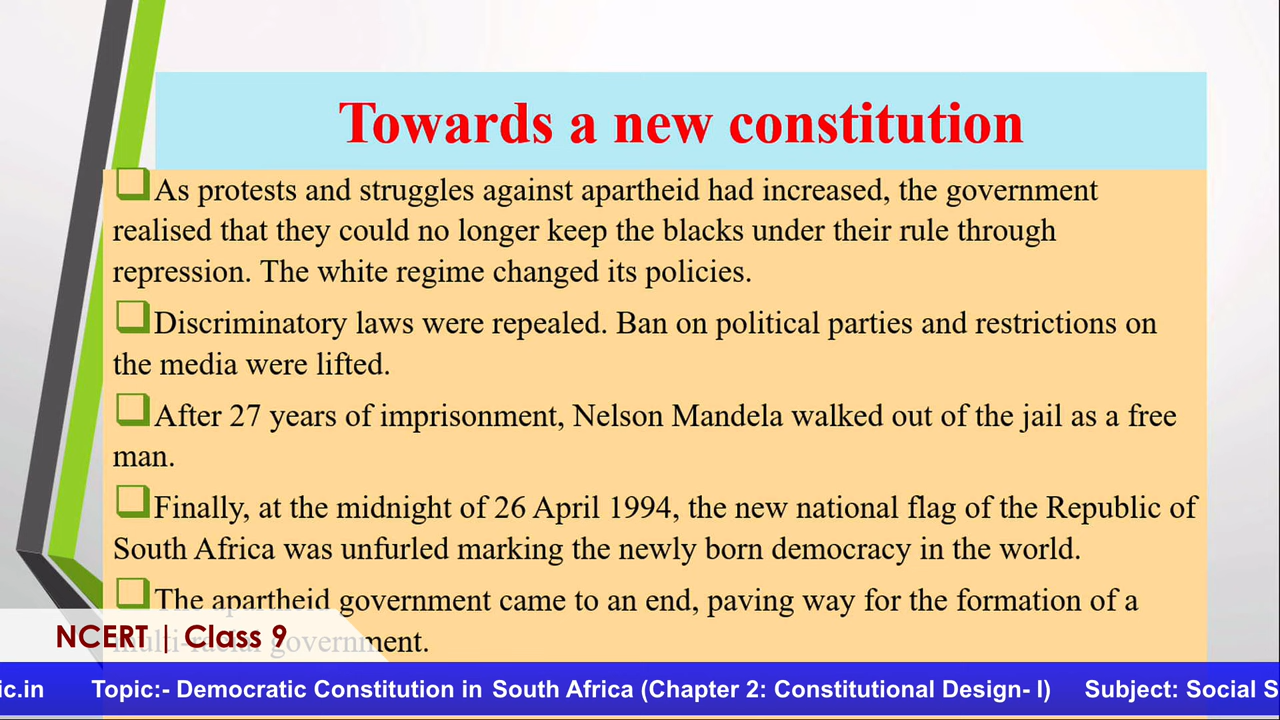 Towards a new constitution
As protests and struggles against apartheid had increased, the government
realised that they could no longer keep the blacks under their rule through
repression. The white regime changed its policies.
Discriminatory laws were repealed. Ban on political parties and restrictions on
the media were lifted.
After 27 years of imprisonment, Nelson Mandela walked out of the jail as a free
man.
Finally, at the midnight of 26 April 1994, the new national flag of the Republic of
South Africa was unfurled marking the newly born democracy in the world.
The apartheid government came to an end, paving way for the formation of a
multi-racial government.
NCERT | Class 9
ic.in Topic:- Democratic Constitution in South Africa (Chapter 2: Constitutional Design- I) Subject: Social S